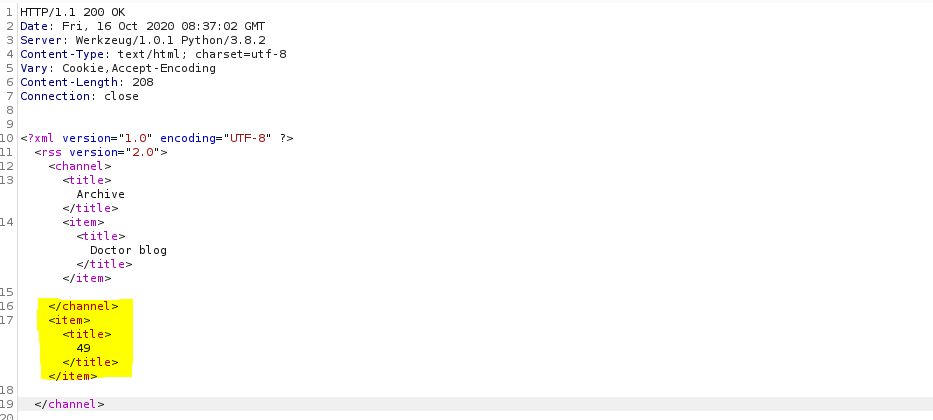 1 HTTP/1.1 200 OK
2 Date: Fri, 16 Oct 2020 08:37:02 GMT
3 Server: Werkzeug/1.0.1 Python/3.8.2
4 Content-Type: text/html; charset=utf-8
5 Vary: Cookie,Accept-Encoding
6 Content-Length: 208
7 Connection: close
8
9
10 <?xml version="1.0" encoding="UTF-8" ?>
11 <rss version="2.0">
12 <channel>
13 <title>
Archive
</title>
14 <item>
<title>
Doctor blog
</title>
</item>
15
16 </channel>
17 <item>
<title>
49
</title>
</item>
18
19 </channel>
20